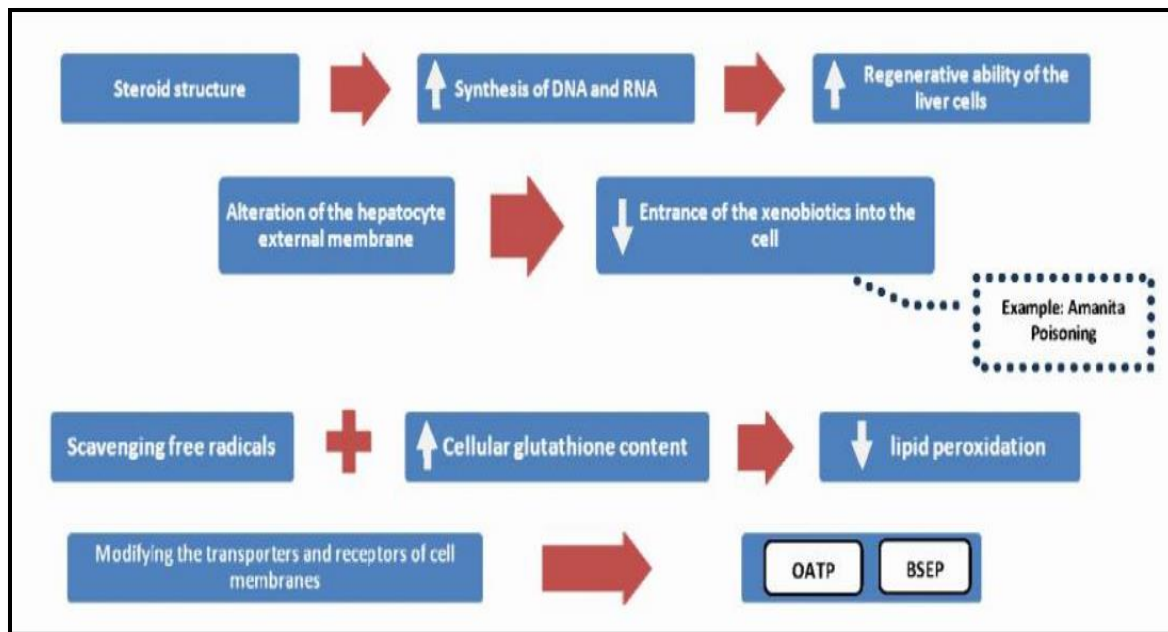 Steroid structure
Synthesis of DNA and RNA
Regenerative ability of the
liver cells
Alteration of the hepatocyte
external membrane
Entrance of the xenobiotics into the
cell
Example: Amanita
Poisoning
Scavenging free radicals
Cellular glutathione content
lipid peroxidation
Modifying the transporters and receptors of cell
membranes
OATP
BSEP